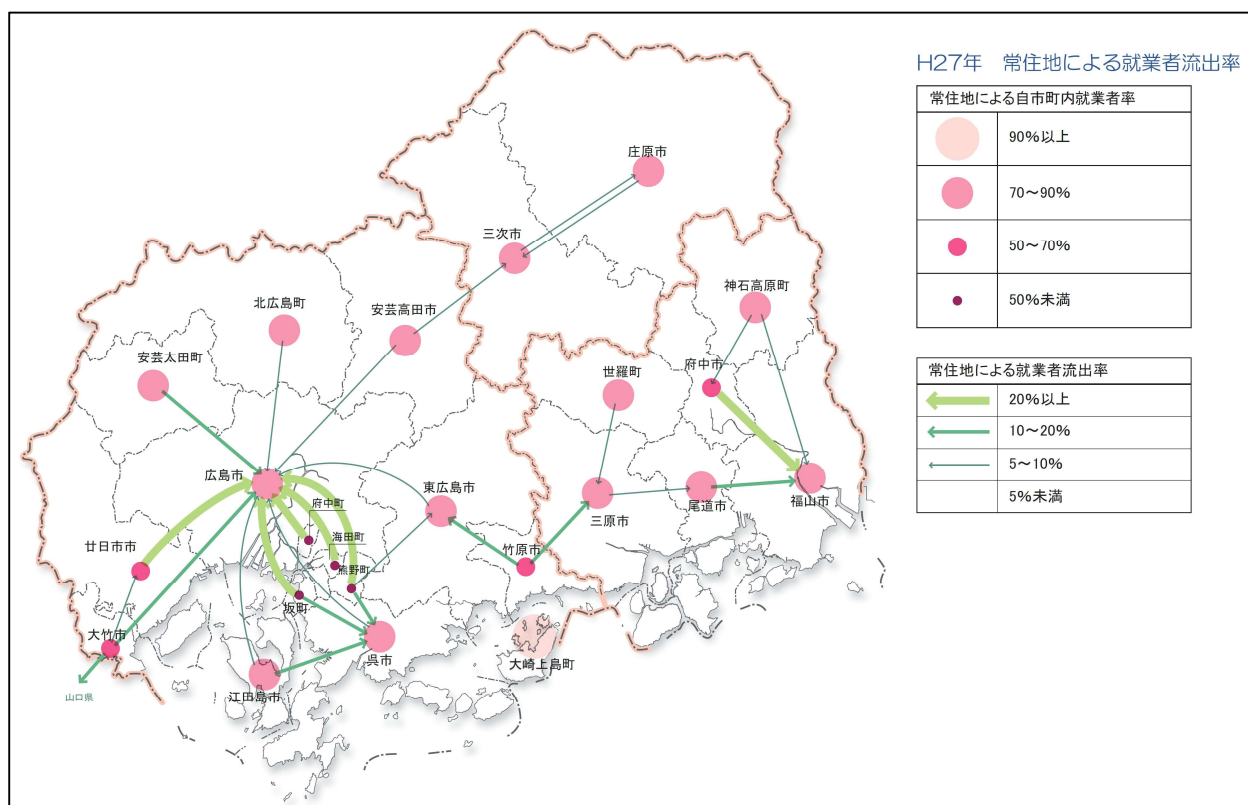 H27年 常住地による就業者流出率
常住地による自市町内就業者率
90%以上
70～90%
50～70%
50%未満
常住地による就業者流出率
20%以上
10～20%
5～10%
5%未満
庄原市
三次市
神石高原町
北広島町
安芸高田市
安芸太田町
世羅町
府中市
広島市
東広島市
府中町
三原市
尾道市
福山市
海田町
廿日市市
熊野町
竹原市
坂町
大竹市
呉市
大崎上島町
山口県
江田島市